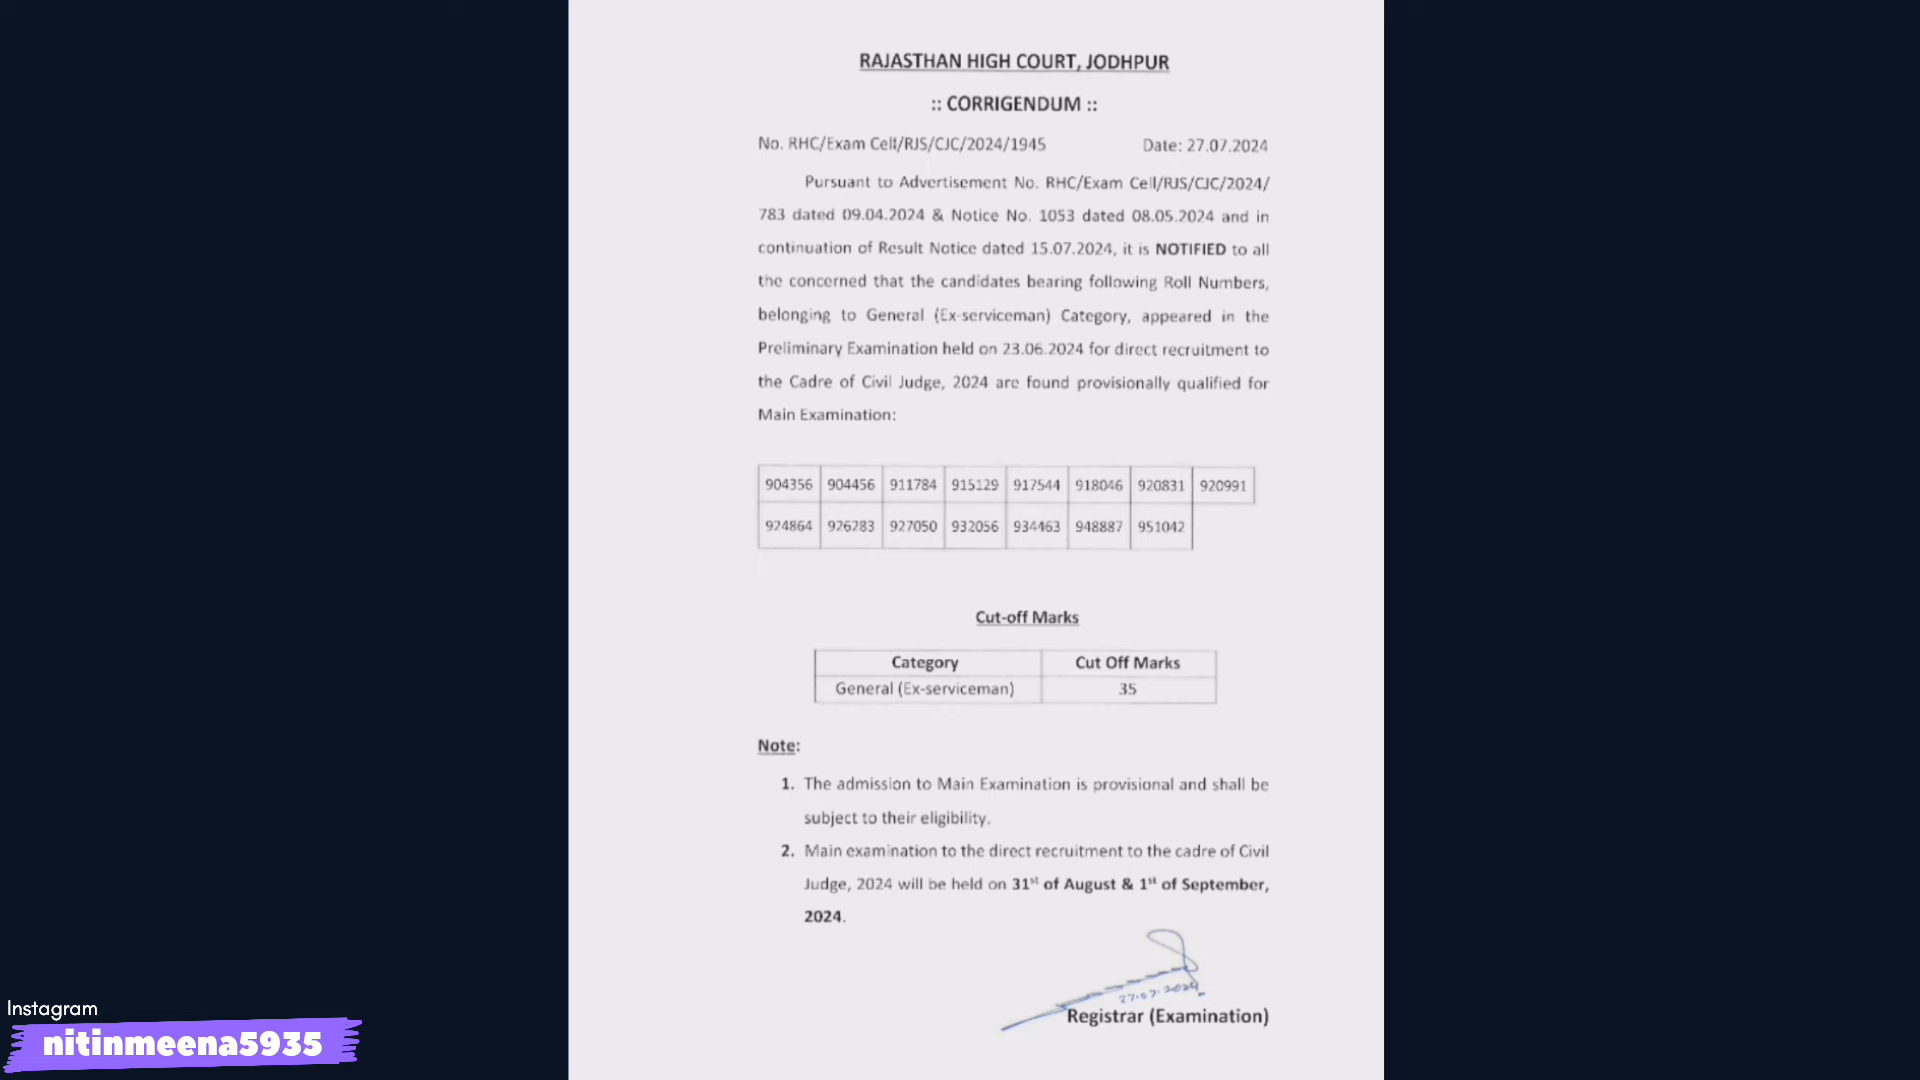 RAJASTHAN HIGH COURT, JODHPUR
:: CORRIGENDUM ::
No. RHC/Exam Cell/RJS/CJC/2024/1945 Date: 27.07.2024
Pursuant to Advertisement No. RHC/Exam Cell/RJS/CJC/2024/
783 dated 09.04.2024 & Notice No. 1053 dated 08.05.2024 and in
continuation of Result Notice dated 15.07.2024, it is NOTIFIED to all
the concerned that the candidates bearing following Roll Numbers,
belonging to General (Ex-serviceman) Category, appeared in the
Preliminary Examination held on 23.06.2024 for direct recruitment to
the Cadre of Civil Judge, 2024 are found provisionally qualified for
Main Examination:
904356 904456 911784 915129 917544 918046 920831 920991
924864 926283 927050 932056 934463 948887 951042
Cut-off Marks
Category Cut Off Marks
General (Ex-serviceman) 35
Note:
1. The admission to Main Examination is provisional and shall be
subject to their eligibility.
2. Main examination to the direct recruitment to the cadre of Civil
Judge, 2024 will be held on 31st of August & 1st of September,
2024.
27.07.2024
Registrar (Examination)
Instagram
nitinmeena5935